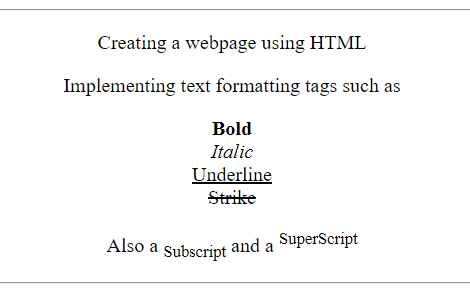 Creating a webpage using HTML
Implementing text formatting tags such as
Bold
Italic
Underline
Strike
Also a Subscript and a SuperScript